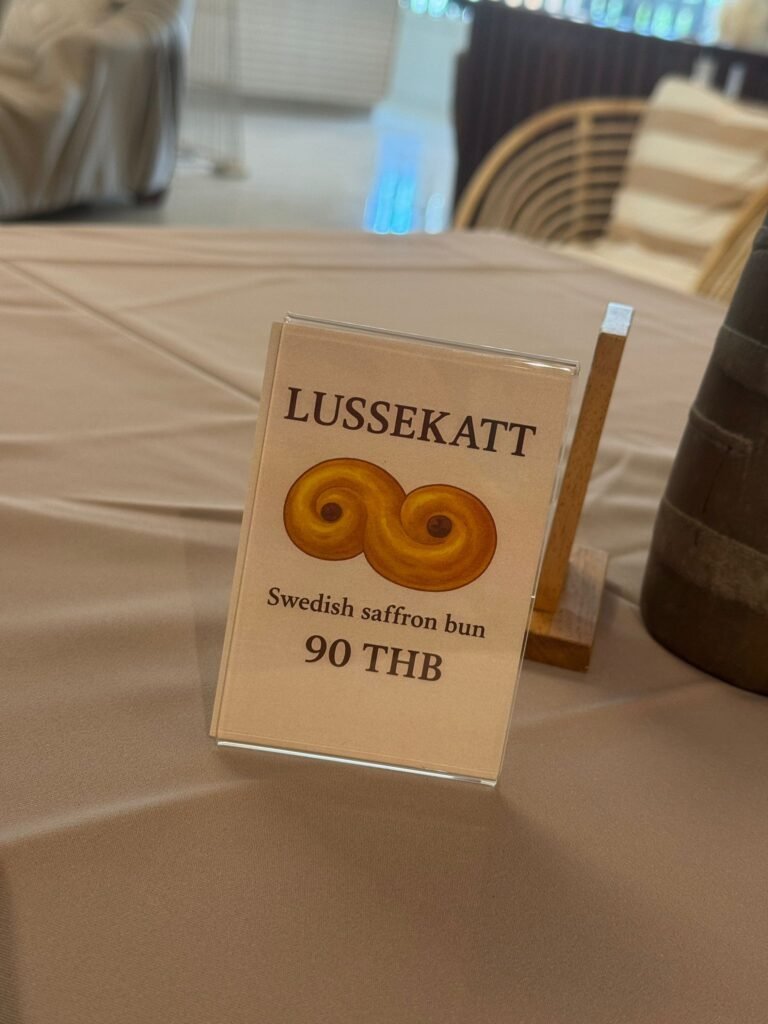 LUSSEKATT
Swedish saffron bun
90 THB